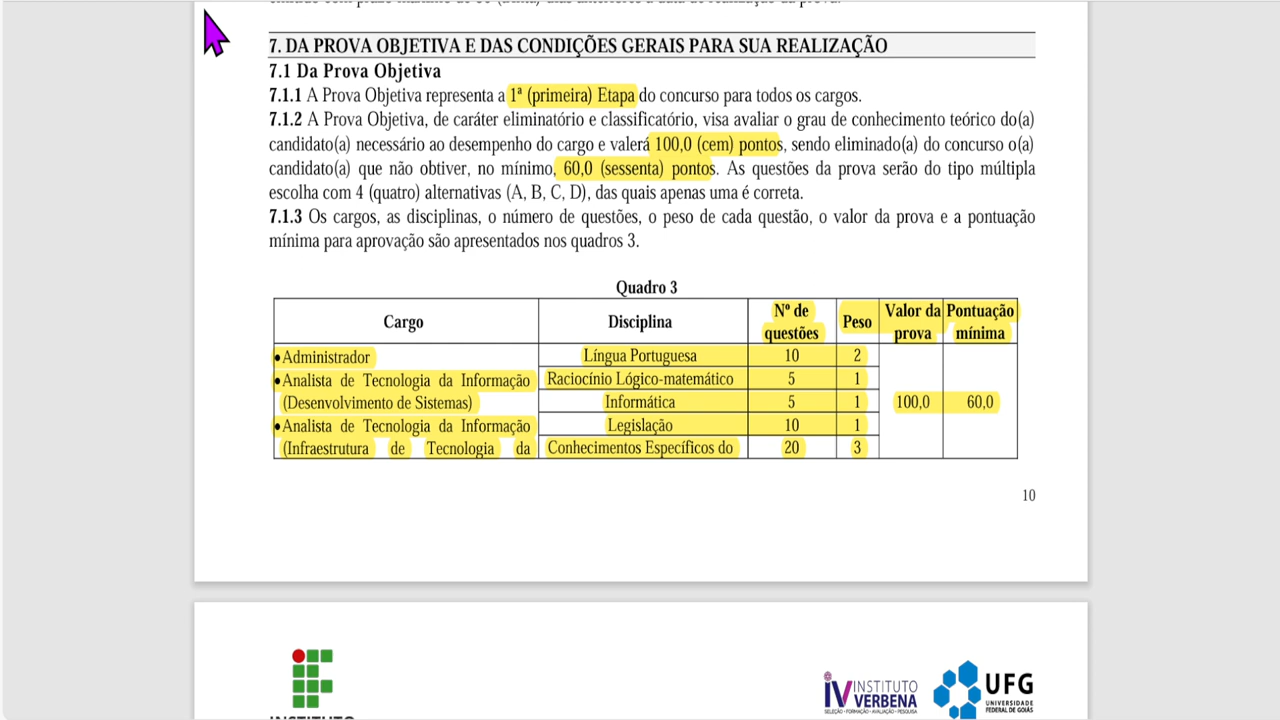 7. DA PROVA OBJETIVA E DAS CONDIÇÕES GERAIS PARA SUA REALIZAÇÃO
7.1 Da Prova Objetiva
7.1.1 A Prova Objetiva representa a 1ª (primeira) Etapa do concurso para todos os cargos.
7.1.2 A Prova Objetiva, de caráter eliminatório e classificatório, visa avaliar o grau de conhecimento teórico do(a)
candidato(a) necessário ao desempenho do cargo e valerá 100,0 (cem) pontos, sendo eliminado(a) do concurso o(a)
candidato(a) que não obtiver, no mínimo, 60,0 (sessenta) pontos. As questões da prova serão do tipo múltipla
escolha com 4 (quatro) alternativas (A, B, C, D), das quais apenas uma é correta.
7.1.3 Os cargos, as disciplinas, o número de questões, o peso de cada questão, o valor da prova e a pontuação
mínima para aprovação são apresentados nos quadros 3.
Quadro 3
Cargo Disciplina Nº de questões Peso Valor da prova Pontuação mínima
•Administrador Língua Portuguesa 10 2
•Analista de Tecnologia da Informação Raciocínio Lógico-matemático 5 1
(Desenvolvimento de Sistemas) Informática 5 1 100,0 60,0
•Analista de Tecnologia da Informação Legislação 10 1
(Infraestrutura de Tecnologia da Conhecimentos Específicos do 20 3
10
INSTITUTO
IV INSTITUTO VERBENA
SELEÇÃO • FORMAÇÃO • AVALIAÇÃO • PESQUISA
UFG
UNIVERSIDADE
FEDERAL DE GOIÁS